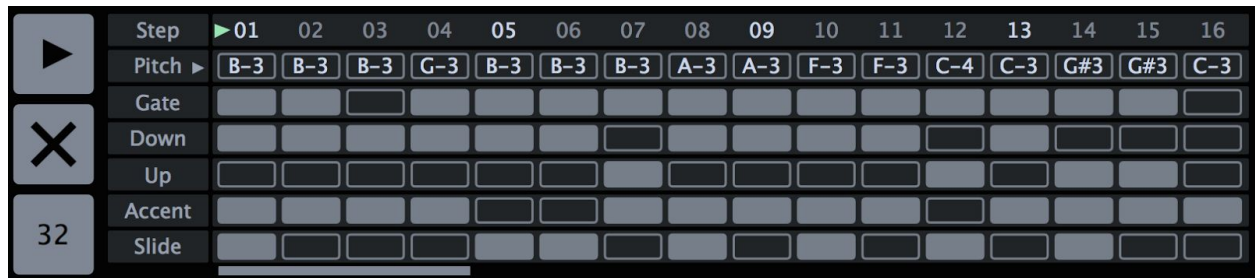 Step 01 02 03 04 05 06 07 08 09 10 11 12 13 14 15 16
Pitch B-3 B-3 B-3 G-3 B-3 B-3 B-3 A-3 A-3 F-3 F-3 C-4 C-3 G#3 G#3 C-3
Gate
Down
Up
Accent
32
Slide